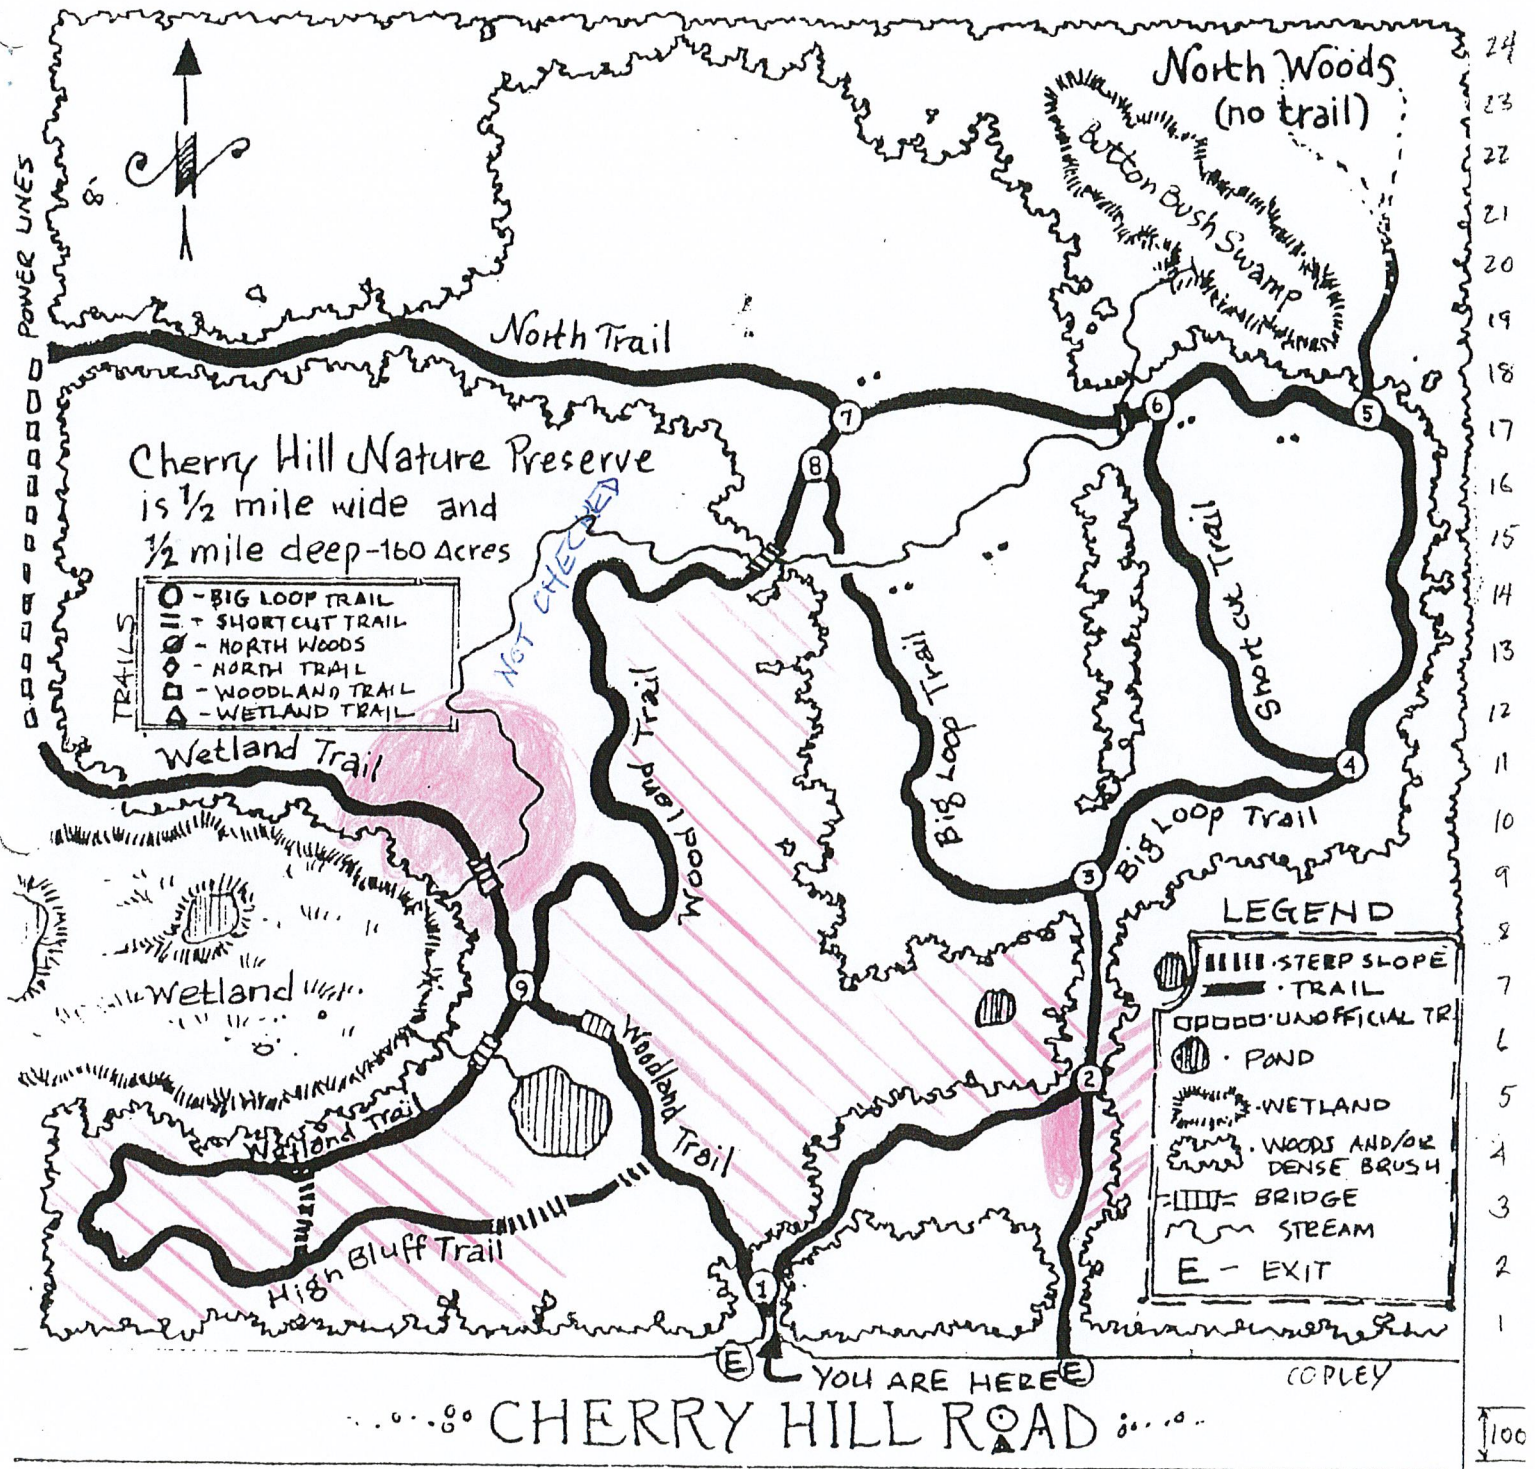 North Woods
(no trail)
Button Bush Swamp
POWER LINES
North Trail
Cherry Hill Nature Preserve
is 1/2 mile wide and
1/2 mile deep-160 Acres
NOT CHECKED
TRAILS
- BIG LOOP TRAIL
- SHORT CUT TRAIL
- NORTH WOODS
- NORTH TRAIL
- WOODLAND TRAIL
- WETLAND TRAIL
7
6
5
8
Short cut Trail
Big Loop Trail
Woodland Trail
Wetland Trail
4
Big Loop Trail
3
Wetland
9
Woodland Trail
2
Wetland Trail
High Bluff Trail
1
LEGEND
STEEP SLOPE
TRAIL
UNOFFICIAL TR.
POND
WETLAND
WOODS AND/OR
DENSE BRUSH
BRIDGE
STREAM
E - EXIT
E
YOU ARE HERE
E
COPLEY
CHERRY HILL ROAD
24
23
22
21
20
19
18
17
16
15
14
13
12
11
10
9
8
7
6
5
4
3
2
1
100